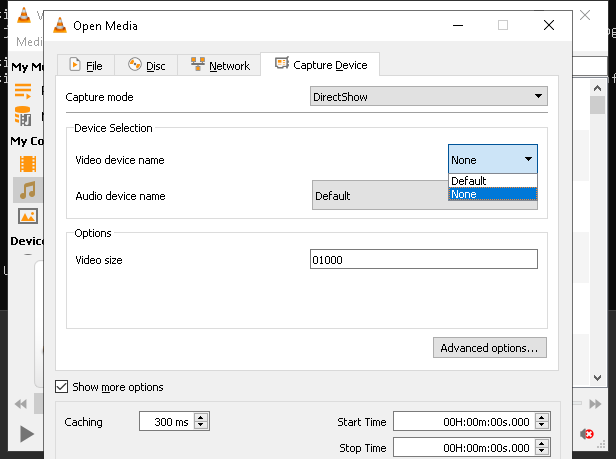 Open Media
Medi
My M
My Co
Device
File
Disc
Network
Capture Device
Capture mode
DirectShow
Device Selection
Video device name
None
Default
None
Audio device name
Default
Options
Video size
01000
Advanced options...
Show more options
Caching
300 ms
Start Time
00H:00m:00s.000
Stop Time
00H:00m:00s.000